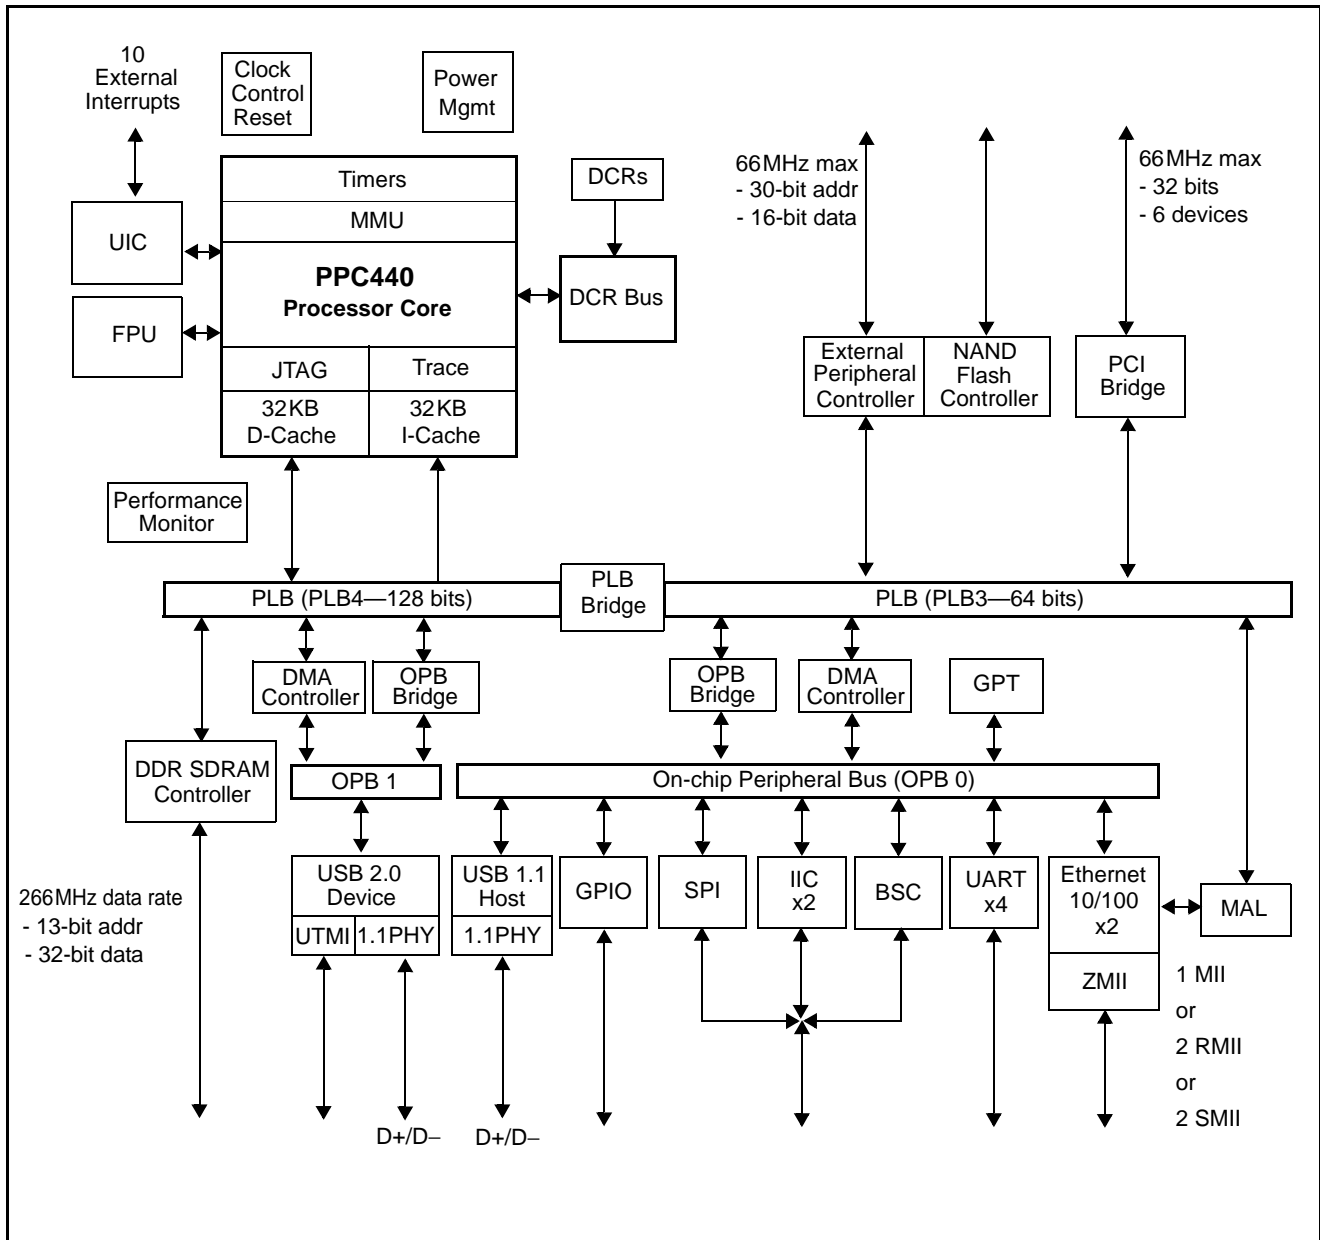 10
External
Interrupts
Clock
Control
Reset
Power
Mgmt
Timers
MMU
PPC440
Processor Core
JTAG
Trace
32KB
D-Cache
32KB
I-Cache
UIC
FPU
DCRs
DCR Bus
66MHz max
- 30-bit addr
- 16-bit data
66MHz max
- 32 bits
- 6 devices
External
Peripheral
Controller
NAND
Flash
Controller
PCI
Bridge
Performance
Monitor
PLB (PLB4—128 bits)
PLB
Bridge
PLB (PLB3—64 bits)
DMA
Controller
OPB
Bridge
OPB
Bridge
DMA
Controller
GPT
DDR SDRAM
Controller
OPB 1
On-chip Peripheral Bus (OPB 0)
USB 2.0
Device
UTMI
1.1PHY
USB 1.1
Host
1.1PHY
GPIO
SPI
IIC
x2
BSC
UART
x4
Ethernet
10/100
x2
ZMII
MAL
266MHz data rate
- 13-bit addr
- 32-bit data
1 MII
or
2 RMII
or
2 SMII
D+/D–
D+/D–